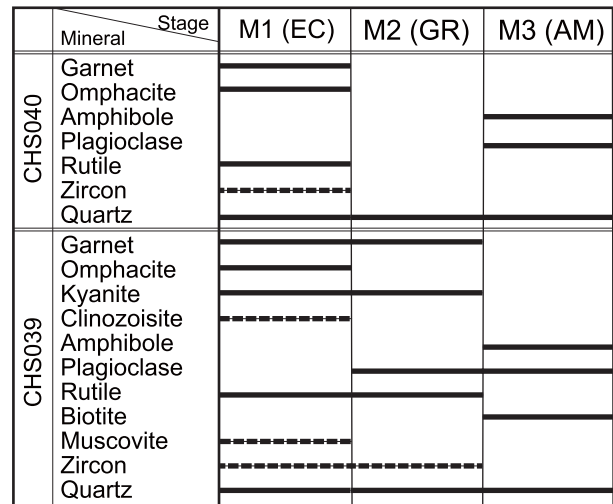 Stage
Mineral
M1 (EC) M2 (GR) M3 (AM)
CHS040
Garnet
Omphacite
Amphibole
Plagioclase
Rutile
Zircon
Quartz
CHS039
Garnet
Omphacite
Kyanite
Clinozoisite
Amphibole
Plagioclase
Rutile
Biotite
Muscovite
Zircon
Quartz